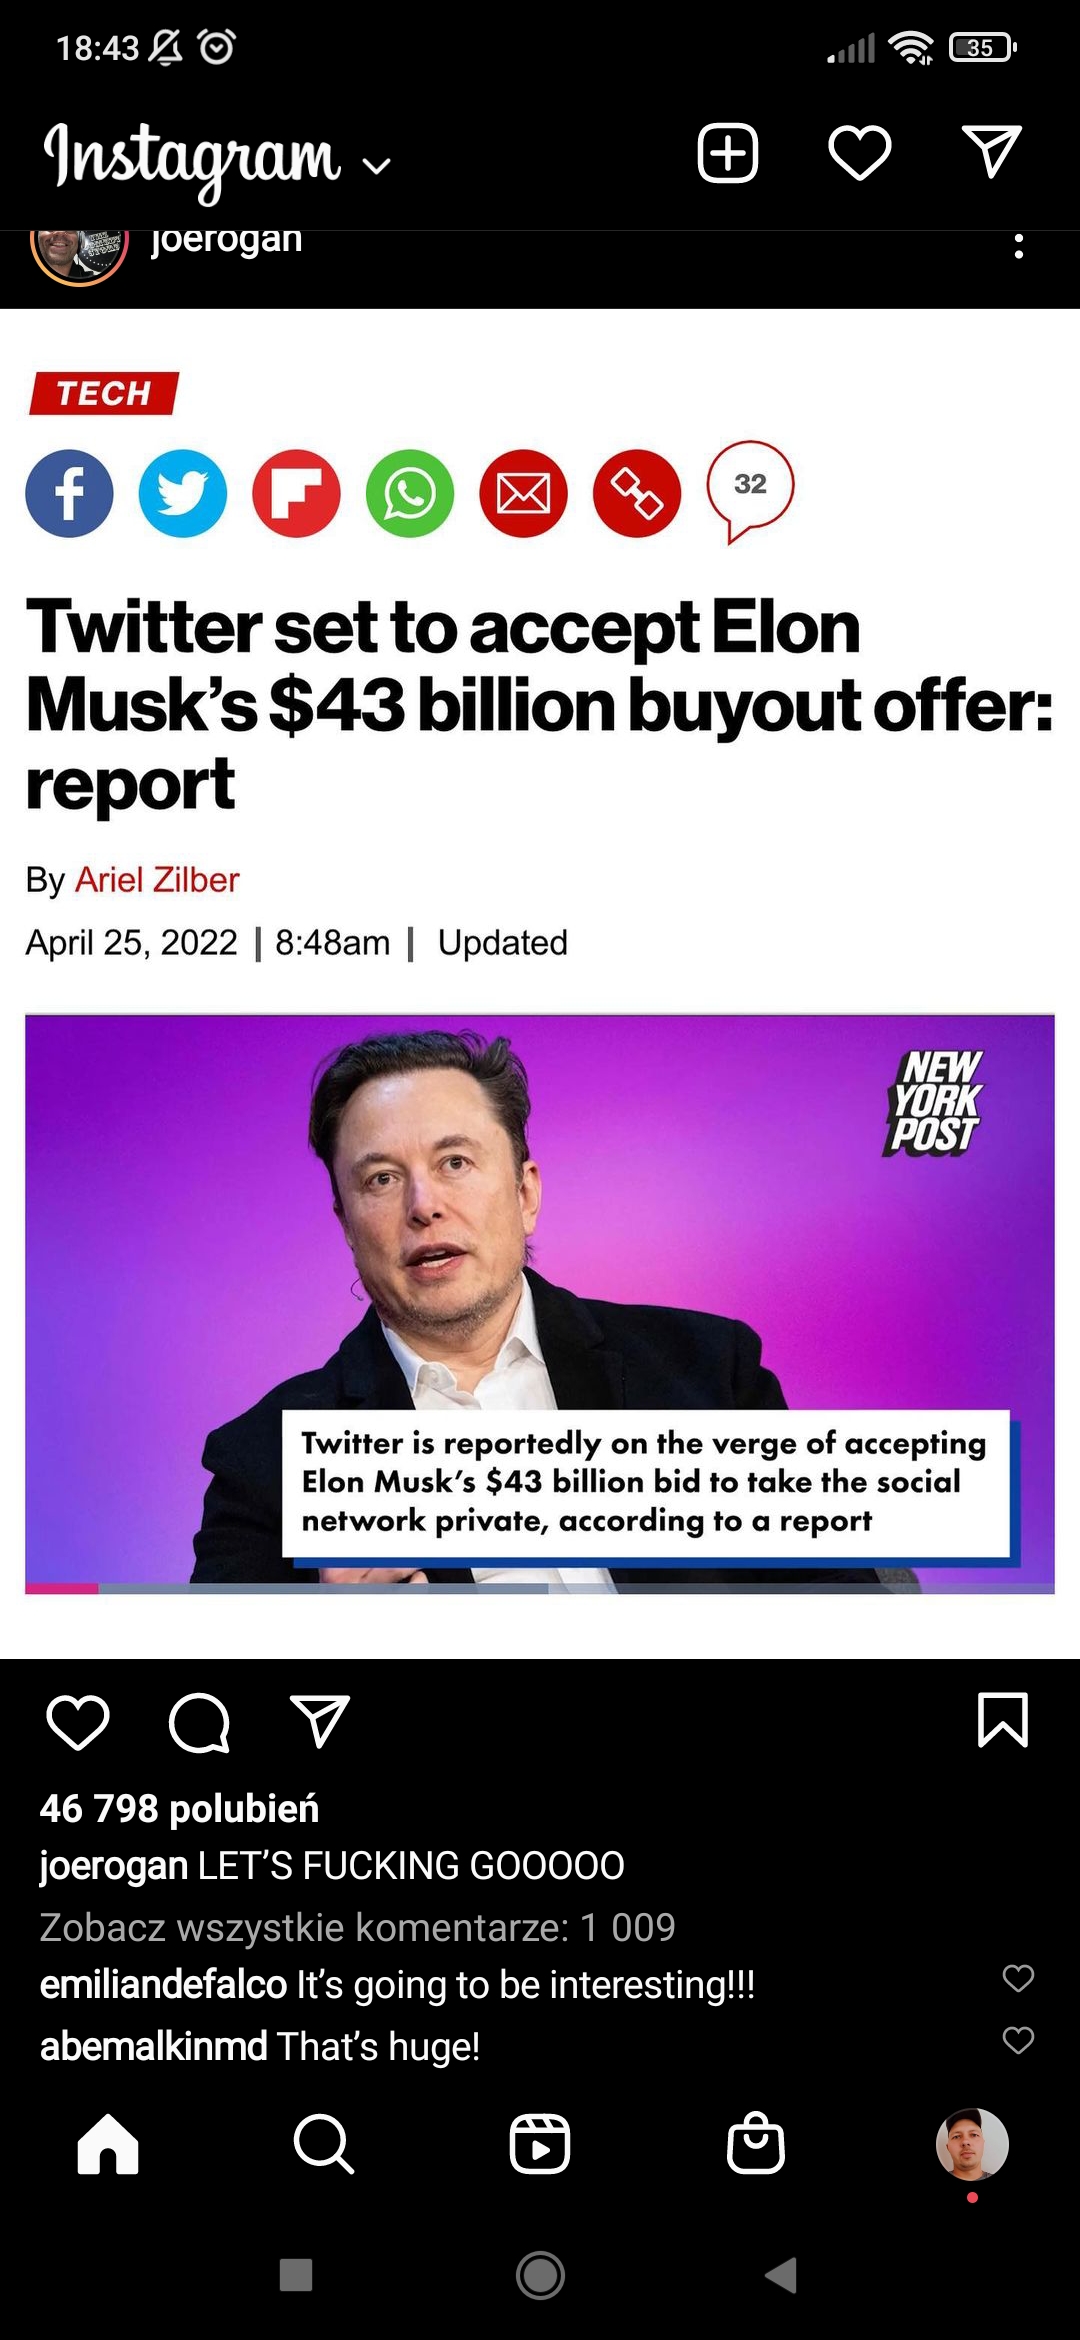 18:43
35
Instagram
joerogan
TECH
32
Twitter set to accept Elon
Musk’s $43 billion buyout offer:
report
By Ariel Zilber
April 25, 2022 | 8:48am | Updated
NEW
YORK
POST
Twitter is reportedly on the verge of accepting
Elon Musk’s $43 billion bid to take the social
network private, according to a report
46 798 polubień
joerogan LET’S FUCKING GOOOOO
Zobacz wszystkie komentarze: 1 009
emiliandefalco It’s going to be interesting!!!
abemalkinmd That’s huge!